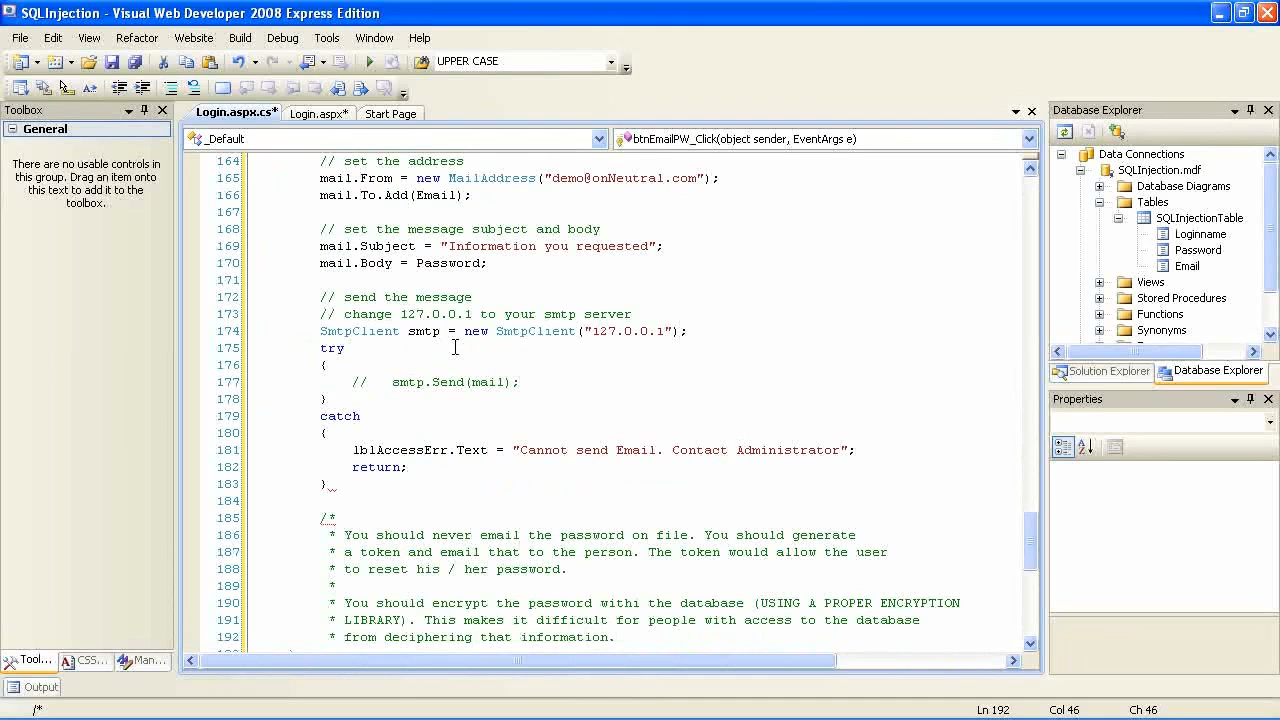 SQLInjection - Visual Web Developer 2008 Express Edition
File Edit View Refactor Website Build Debug Tools Window Help
UPPER CASE
Toolbox
General
There are no usable controls in
this group. Drag an item onto
this text to add it to the
toolbox.
Tool...
CSS...
Man...
Output
Login.aspx.cs* Login.aspx* Start Page
_Default
btnEmailPW_Click(object sender, EventArgs e)
164 // set the address
165 mail.From = new MailAddress("demo@onNeutral.com");
166 mail.To.Add(Email);
167
168 // set the message subject and body
169 mail.Subject = "Information you requested";
170 mail.Body = Password;
171
172 // send the message
173 // change 127.0.0.1 to your smtp server
174 SmtpClient smtp = new SmtpClient("127.0.0.1");
175 try
176 {
177 // smtp.Send(mail);
178 }
179 catch
180 {
181 lblAccessErr.Text = "Cannot send Email. Contact Administrator";
182 return;
183 }
184
185 /*
186 * You should never email the password on file. You should generate
187 * a token and email that to the person. The token would allow the user
188 * to reset his / her password.
189 *
190 * You should encrypt the password withi the database (USING A PROPER ENCRYPTION
191 * LIBRARY). This makes it difficult for people with access to the database
192 * from deciphering that information.
Database Explorer
Data Connections
SQLInjection.mdf
Database Diagrams
Tables
SQLInjectionTable
Loginname
Password
Email
Views
Stored Procedures
Functions
Synonyms
Solution Explorer
Database Explorer
Properties
/*
Ln 192 Col 46 Ch 46